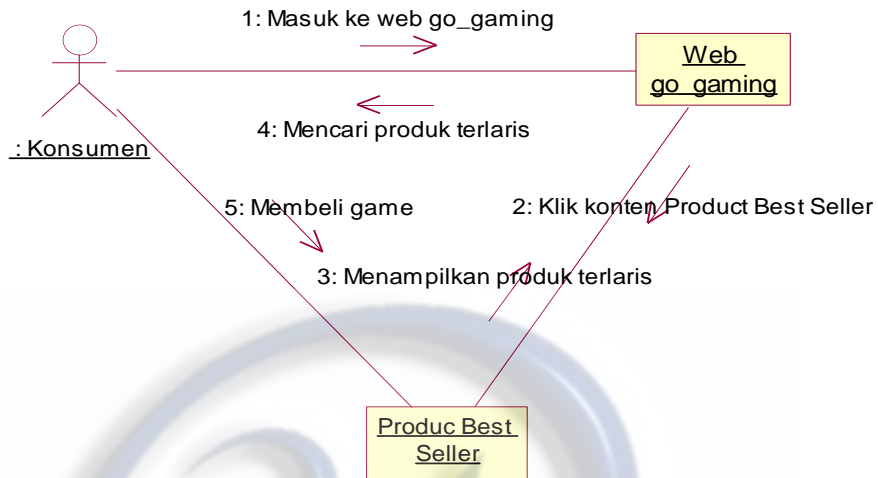 1: Masuk ke web go_gaming
Web
go_gaming
4: Mencari produk terlaris
: Konsumen
5: Membeli game
2: Klik konten Product Best Seller
3: Menampilkan produk terlaris
Produc Best
Seller